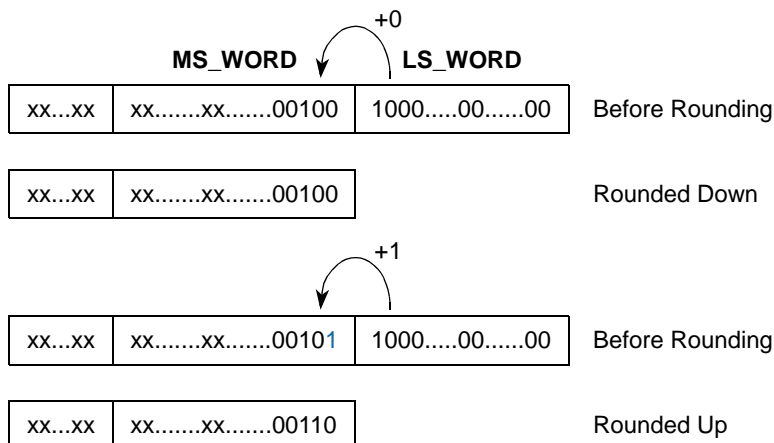 +0
MS_WORD LS_WORD
xx...xx xx.......xx.......00100 1000.....00......00 Before Rounding
xx...xx xx.......xx.......00100 Rounded Down
+1
xx...xx xx.......xx.......00101 1000.....00......00 Before Rounding
xx...xx xx.......xx.......00110 Rounded Up